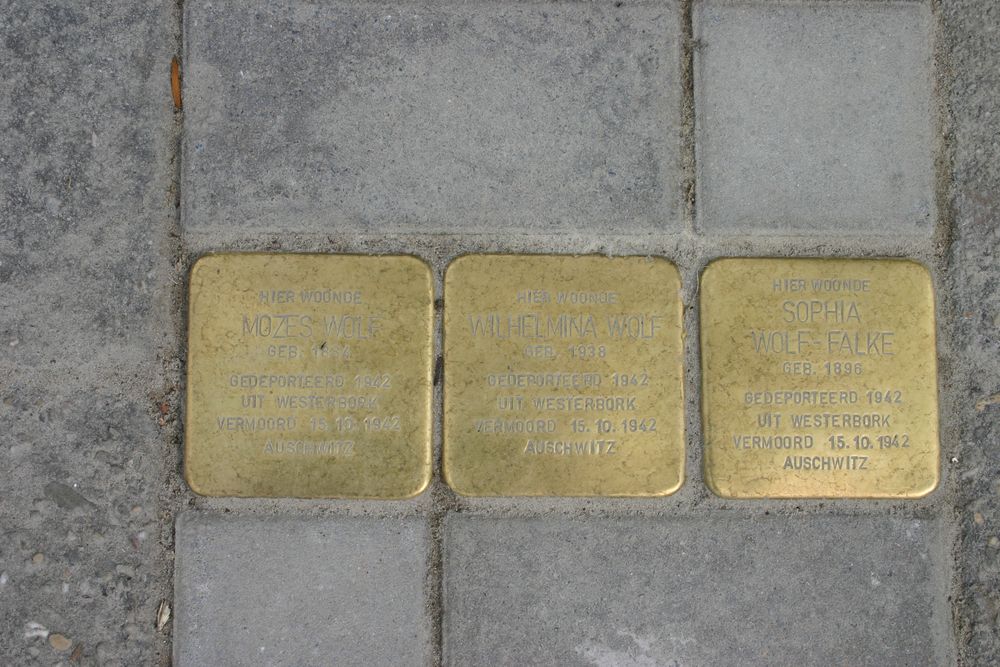 HIER WOONDE
MOZES WOLF
GEB.
GEDEPORTEERD 1942
UIT WESTERBORK
VERMOORD 15.10.1942
AUSCHWITZ
HIER WOONDE
WILHELMINA WOLF
GEB. 1938
GEDEPORTEERD 1942
UIT WESTERBORK
VERMOORD 15.10.1942
AUSCHWITZ
HIER WOONDE
SOPHIA
WOLF-FALKE
GEB. 1896
GEDEPORTEERD 1942
UIT WESTERBORK
VERMOORD 15.10.1942
AUSCHWITZ